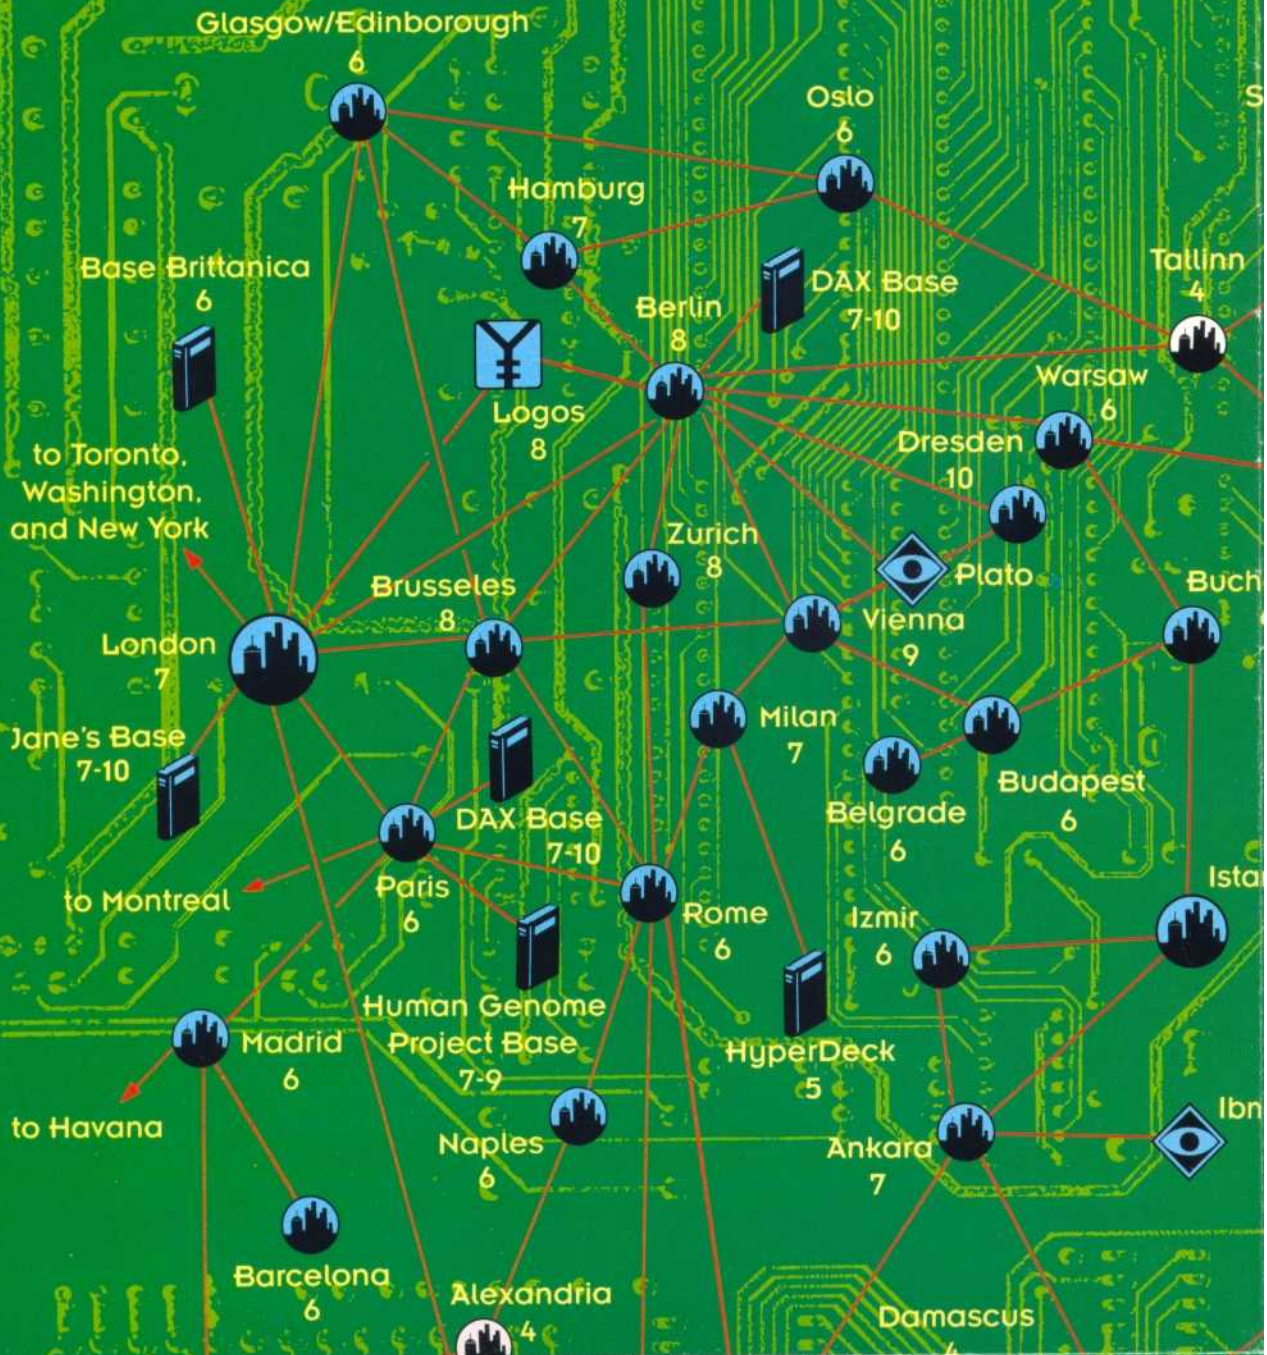 Glasgow/Edinborough
6
Oslo
6
Hamburg
7
Base Brittanica
6
DAX Base
7-10
Tallinn
4
Berlin
8
Warsaw
6
Logos
8
Dresden
10
to Toronto,
Washington,
and New York
Zurich
8
Plato
Brusseles
8
Buch
London
7
Vienna
9
Milan
7
Jane's Base
7-10
Budapest
6
Belgrade
6
DAX Base
7-10
to Montreal
Paris
6
Rome
6
Izmir
6
Ista
Human Genome
Project Base
7-9
Madrid
6
HyperDeck
5
to Havana
Naples
6
Ankara
7
Ibn
Barcelona
6
Alexandria
4
Damascus